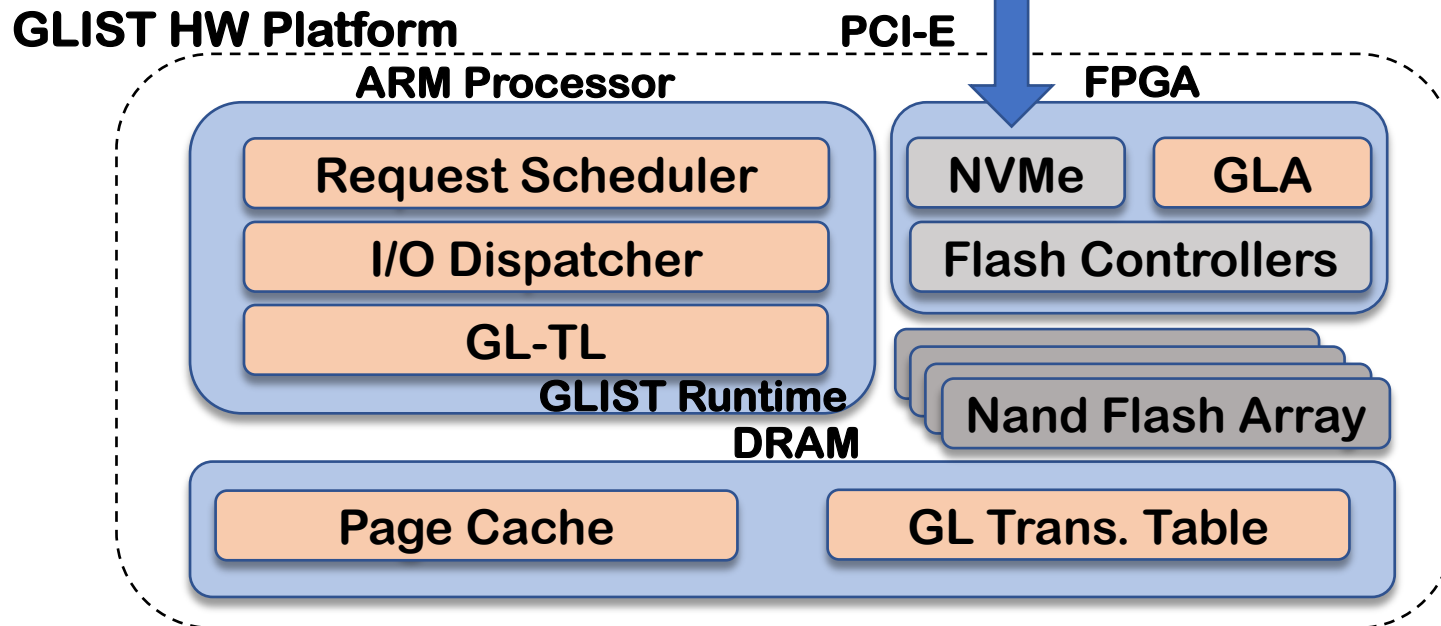 GLIST HW Platform
PCI-E
ARM Processor
FPGA
Request Scheduler
I/O Dispatcher
GL-TL
GLIST Runtime
NVMe
GLA
Flash Controllers
Nand Flash Array
DRAM
Page Cache
GL Trans. Table